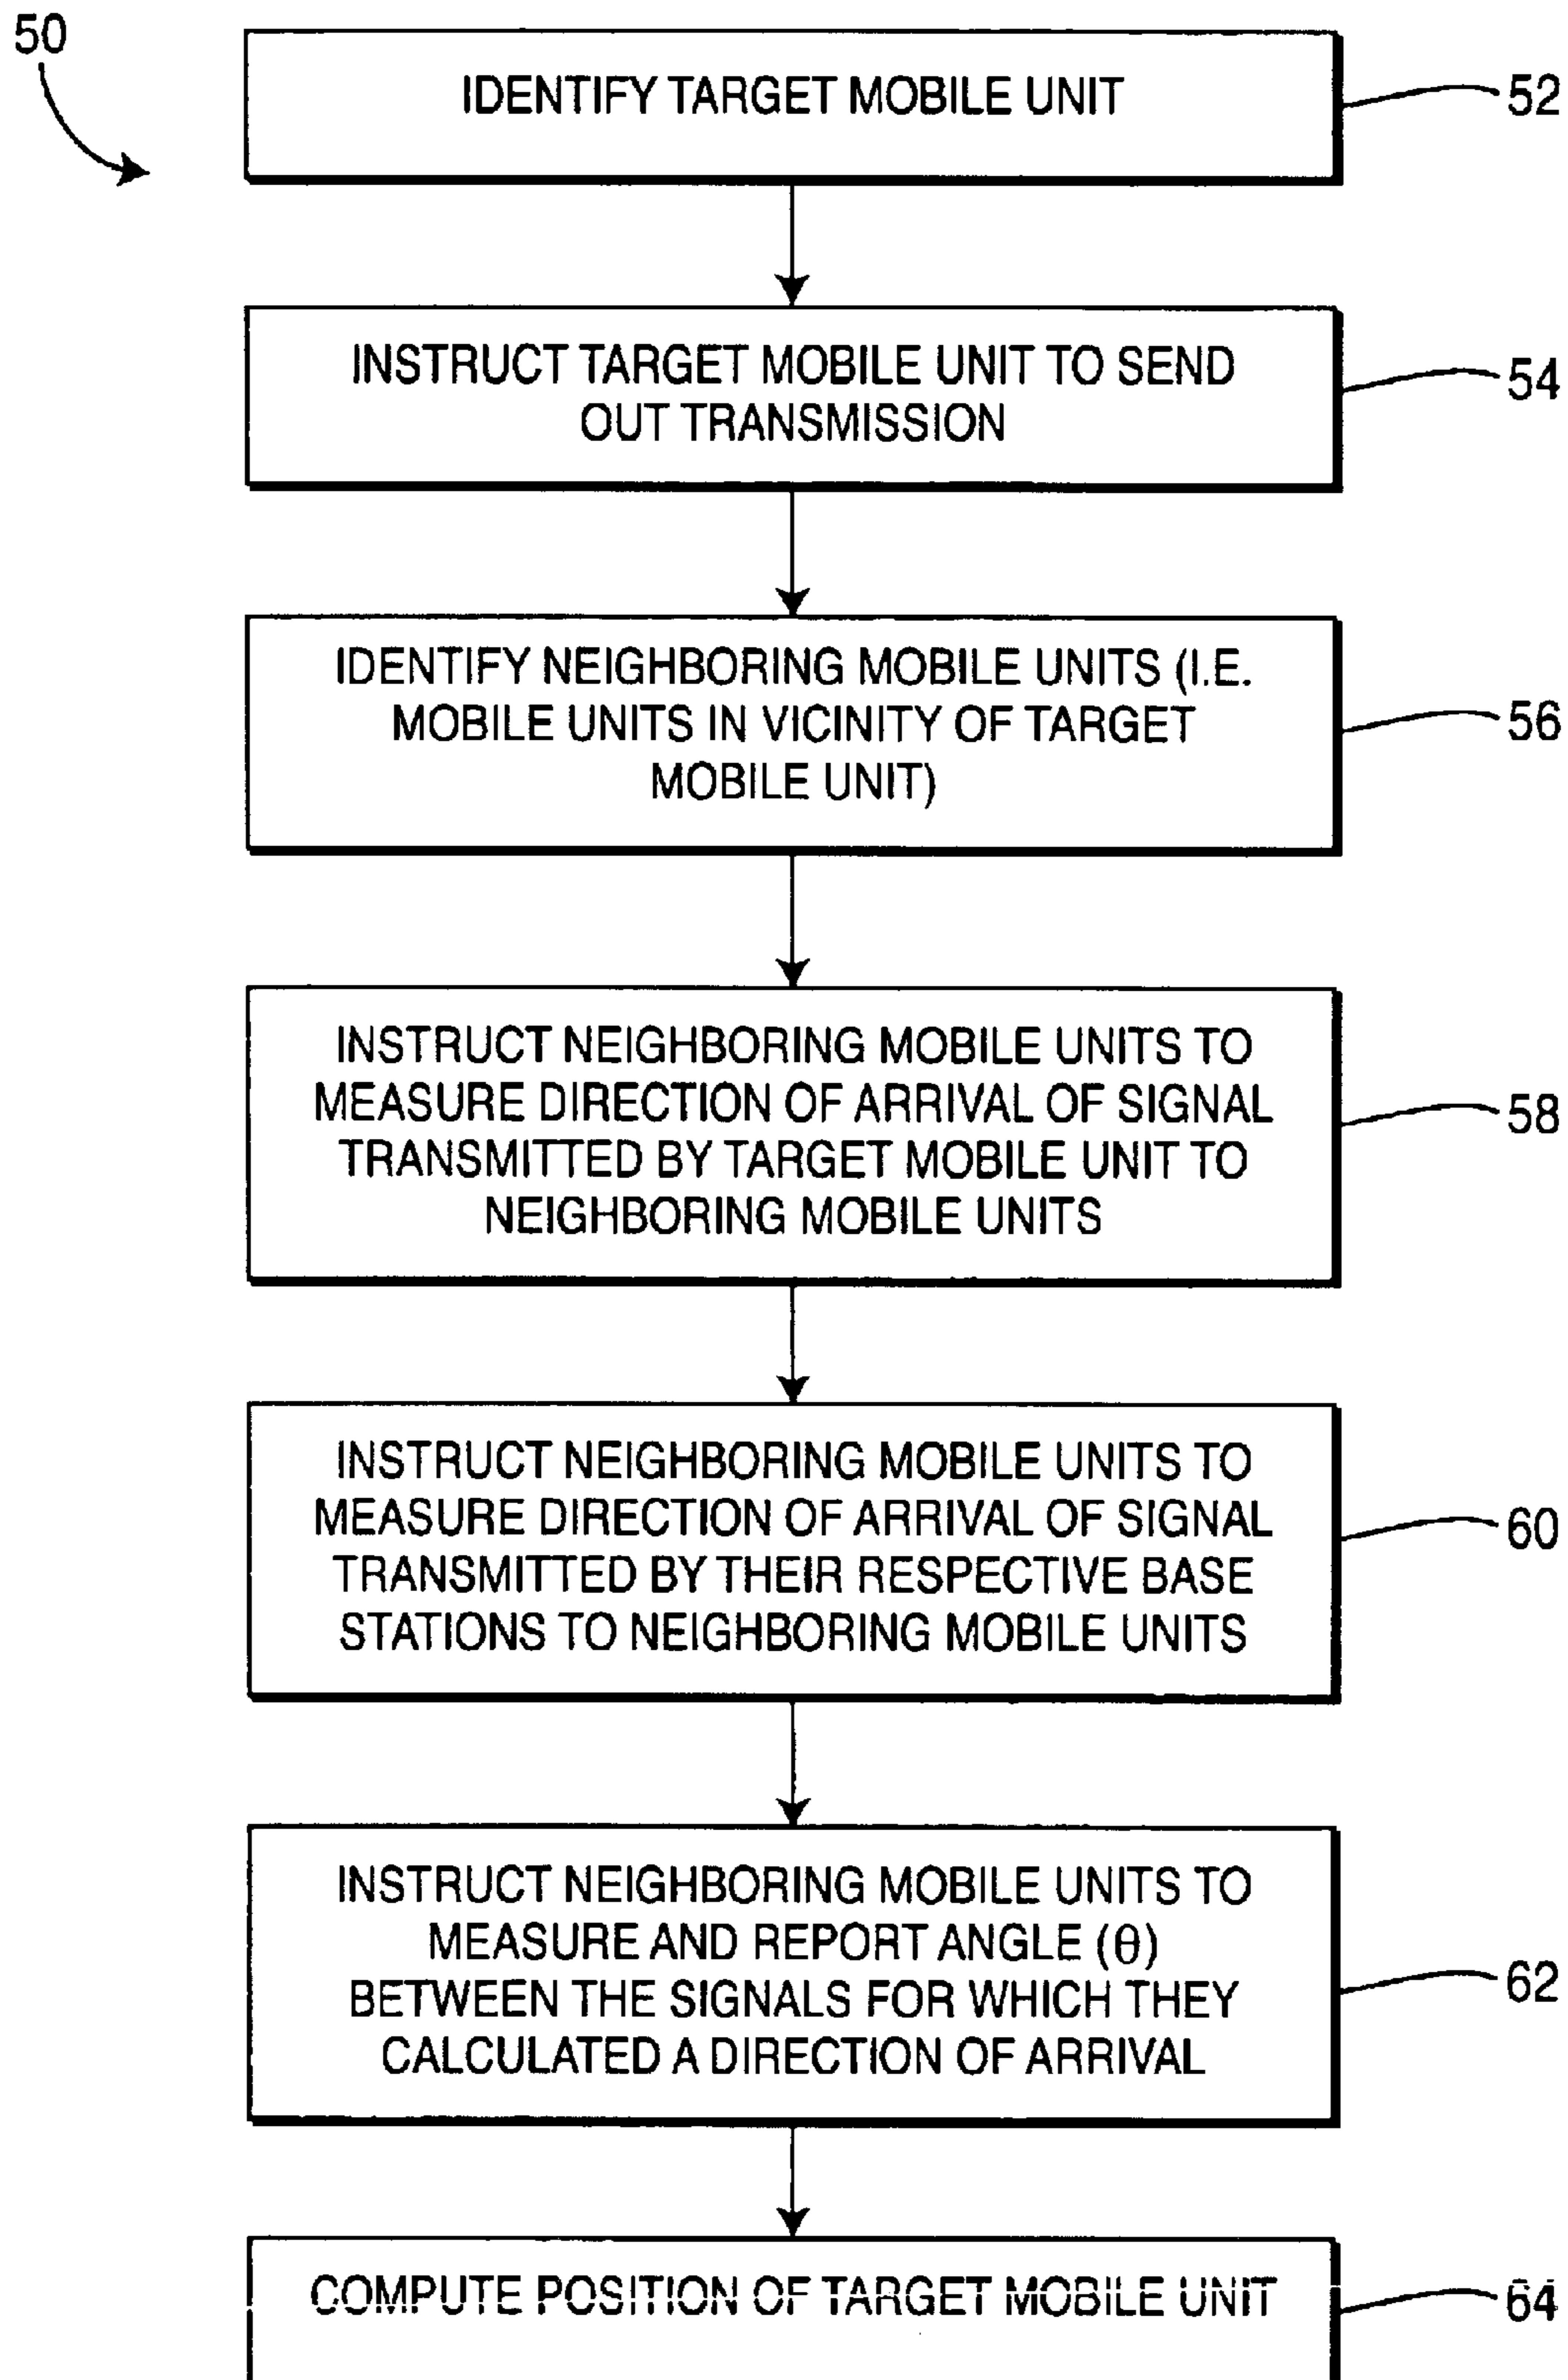 50
IDENTIFY TARGET MOBILE UNIT
52
INSTRUCT TARGET MOBILE UNIT TO SEND
OUT TRANSMISSION
54
IDENTIFY NEIGHBORING MOBILE UNITS (I.E.
MOBILE UNITS IN VICINITY OF TARGET
MOBILE UNIT)
56
INSTRUCT NEIGHBORING MOBILE UNITS TO
MEASURE DIRECTION OF ARRIVAL OF SIGNAL
TRANSMITTED BY TARGET MOBILE UNIT TO
NEIGHBORING MOBILE UNITS
58
INSTRUCT NEIGHBORING MOBILE UNITS TO
MEASURE DIRECTION OF ARRIVAL OF SIGNAL
TRANSMITTED BY THEIR RESPECTIVE BASE
STATIONS TO NEIGHBORING MOBILE UNITS
60
INSTRUCT NEIGHBORING MOBILE UNITS TO
MEASURE AND REPORT ANGLE (θ)
BETWEEN THE SIGNALS FOR WHICH THEY
CALCULATED A DIRECTION OF ARRIVAL
62
COMPUTE POSITION OF TARGET MOBILE UNIT
64